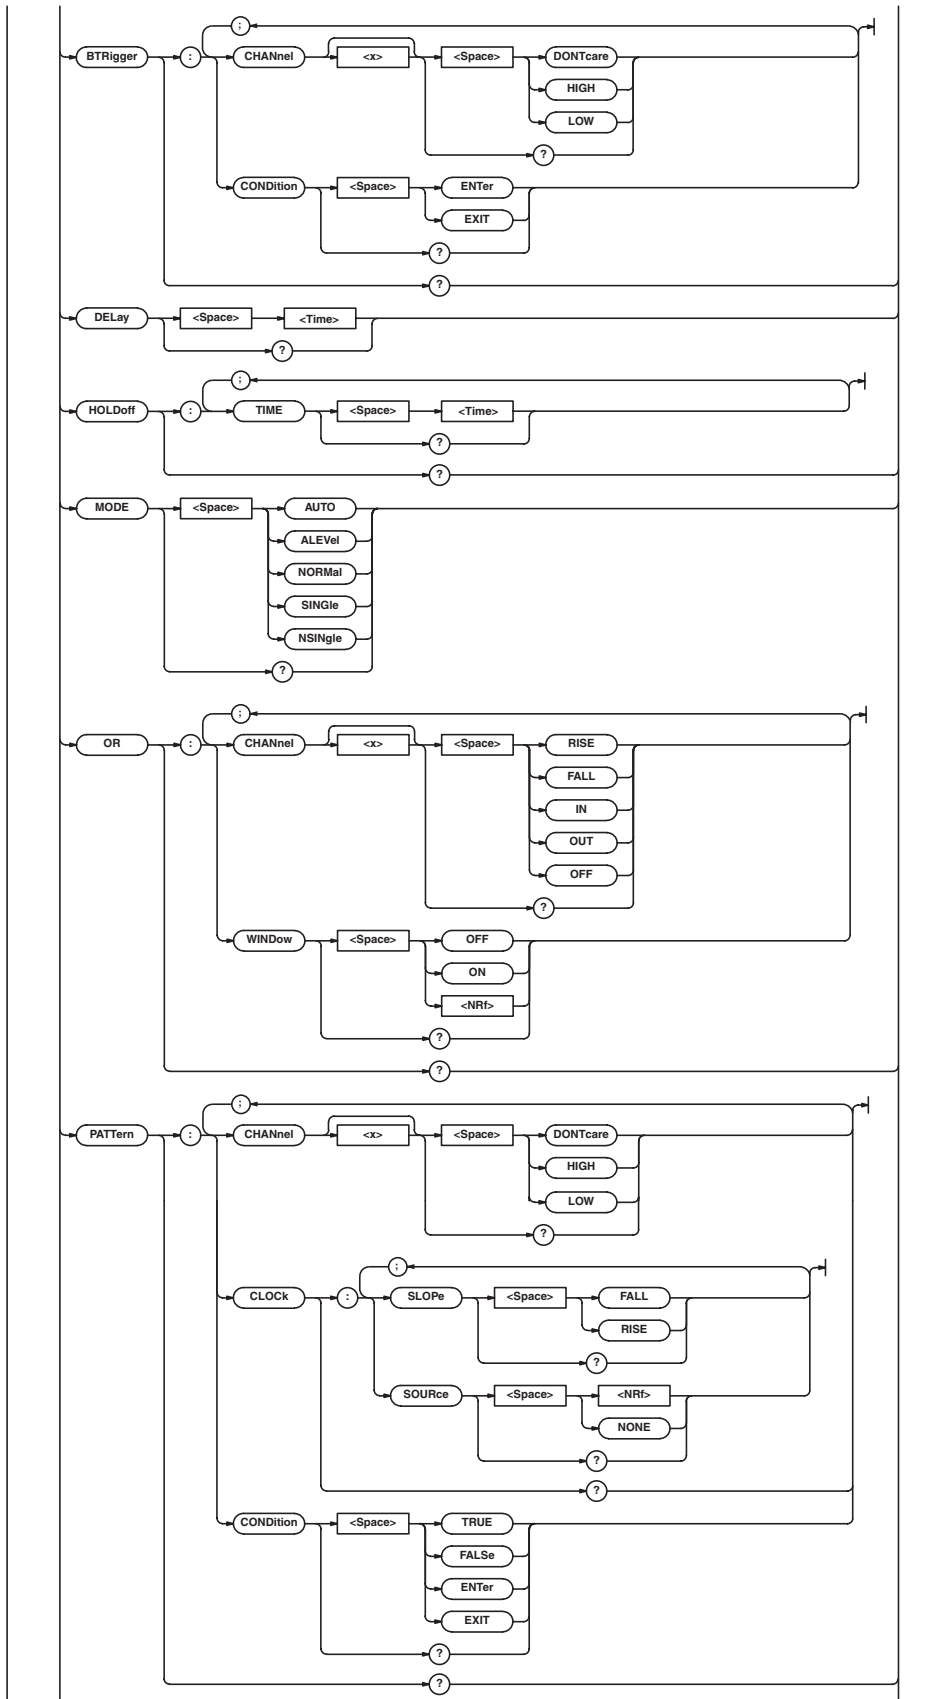 ;
BTRigger : CHANnel <x> <Space> DONTcare
HIGH
LOW
?
CONDition <Space> ENTer
EXIT
?
?
DELay <Space> <Time>
?
;
HOLDoff : TIME <Space> <Time>
?
?
MODE <Space> AUTO
ALEVel
NORMal
SINGle
NSINgle
?
;
OR : CHANnel <x> <Space> RISE
FALL
IN
OUT
OFF
?
WINDow <Space> OFF
ON
<NRf>
?
?
;
PATTern : CHANnel <x> <Space> DONTcare
HIGH
LOW
?
;
CLOCk : SLOPe <Space> FALL
RISE
?
SOURce <Space> <NRf>
NONE
?
?
CONDition <Space> TRUE
FALSe
ENTer
EXIT
?
?